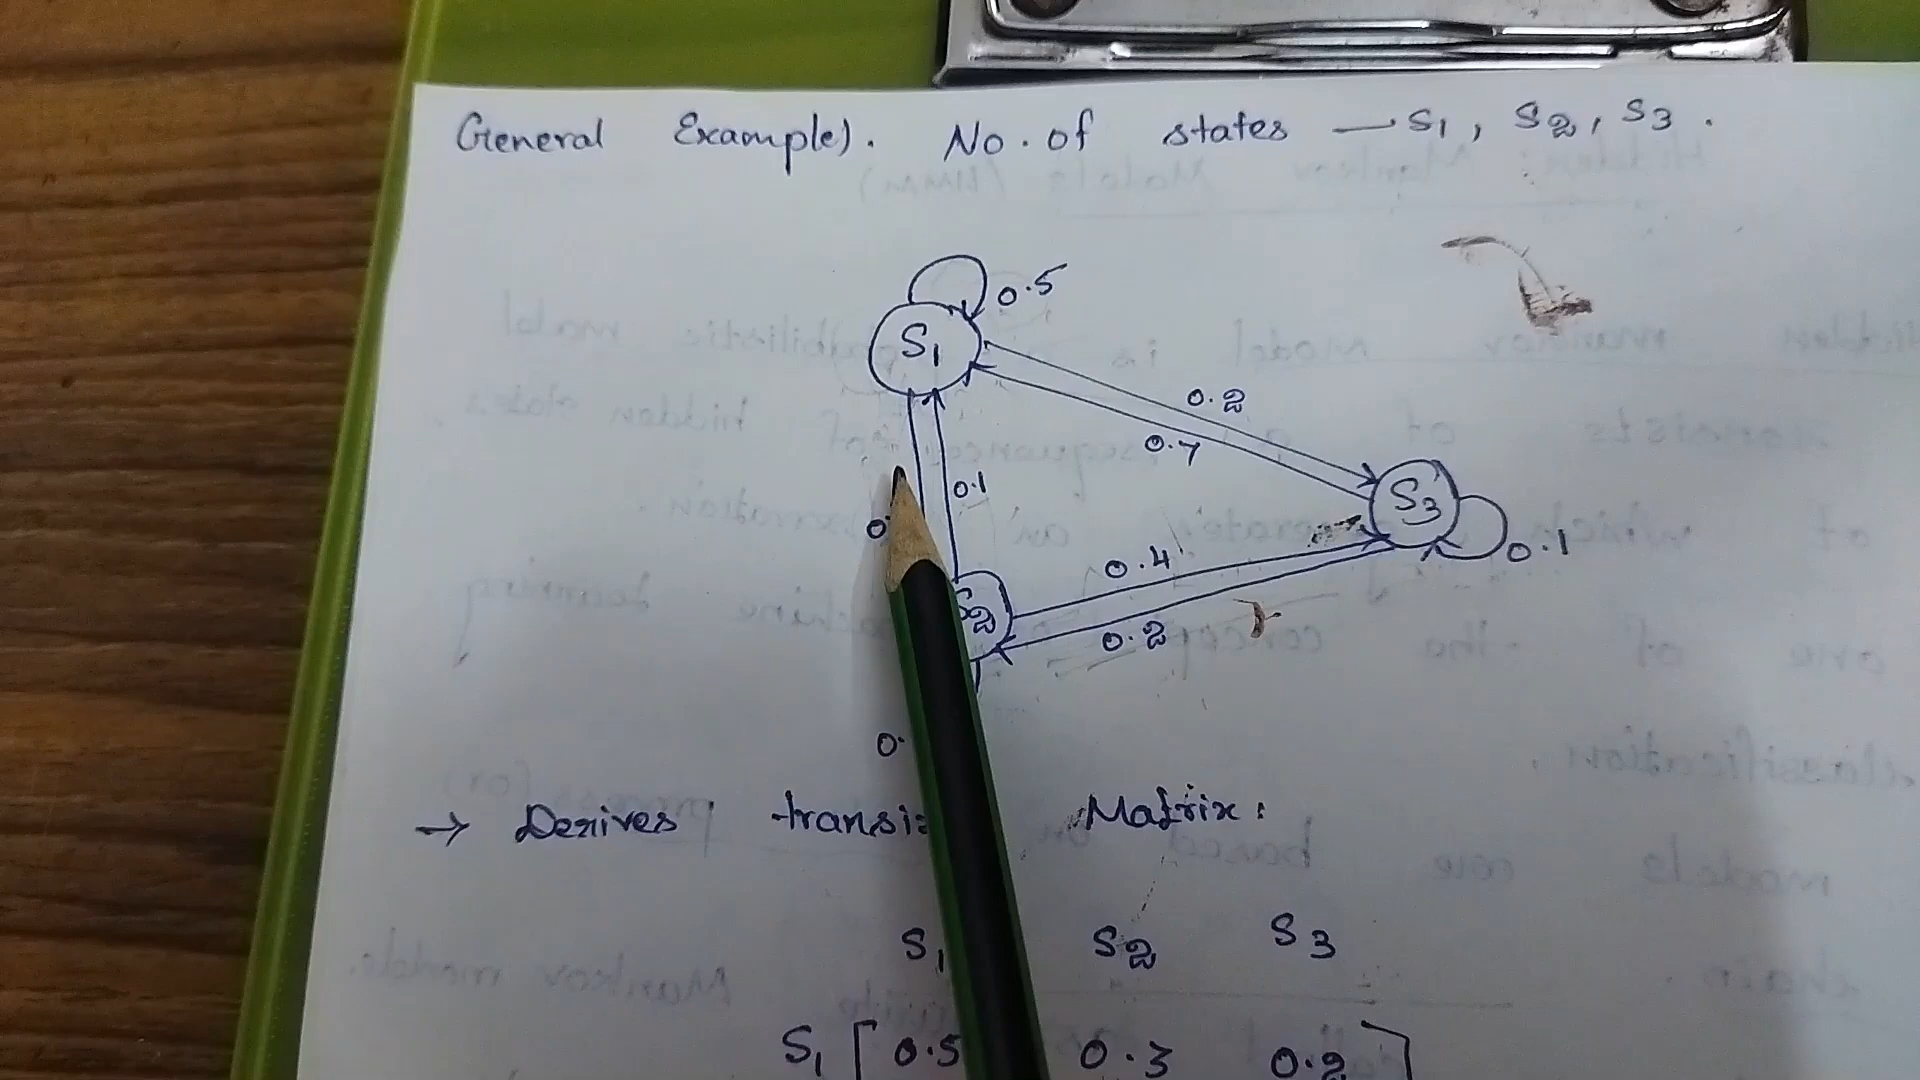 General Example). No. of states — S1, S2, S3.
0.5
S1
0.2
0.7
0.1
S3
0.1
0.4
S2
0.2
→ Derives Matrix:
S1 S2 S3
S1 [ 0.5 0.3 0.2 ]